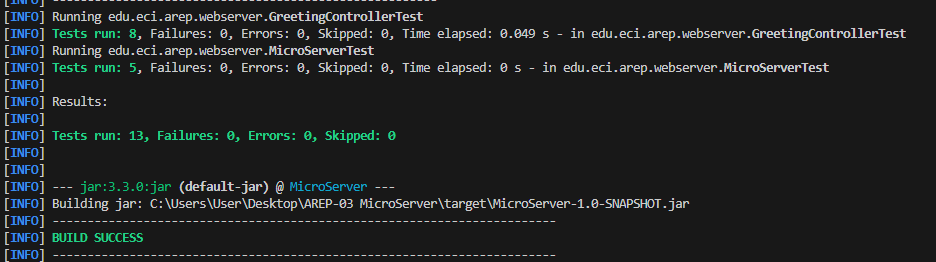 [INFO] -------------------------------------------------------
[INFO] Running edu.eci.arep.webserver.GreetingControllerTest
[INFO] Tests run: 8, Failures: 0, Errors: 0, Skipped: 0, Time elapsed: 0.049 s - in edu.eci.arep.webserver.GreetingControllerTest
[INFO] Running edu.eci.arep.webserver.MicroServerTest
[INFO] Tests run: 5, Failures: 0, Errors: 0, Skipped: 0, Time elapsed: 0 s - in edu.eci.arep.webserver.MicroServerTest
[INFO]
[INFO] Results:
[INFO]
[INFO] Tests run: 13, Failures: 0, Errors: 0, Skipped: 0
[INFO]
[INFO]
[INFO] --- jar:3.3.0:jar (default-jar) @ MicroServer ---
[INFO] Building jar: C:\Users\User\Desktop\AREP-03 MicroServer\target\MicroServer-1.0-SNAPSHOT.jar
[INFO] ------------------------------------------------------------------------
[INFO] BUILD SUCCESS
[INFO] ------------------------------------------------------------------------